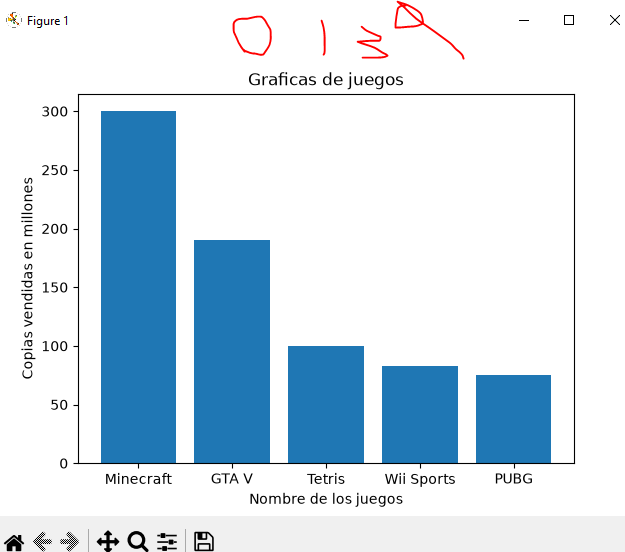 Figure 1
0 1 3 9
Graficas de juegos
300
250
200
150
100
50
0
Copias vendidas en millones
Minecraft GTA V Tetris Wii Sports PUBG
Nombre de los juegos